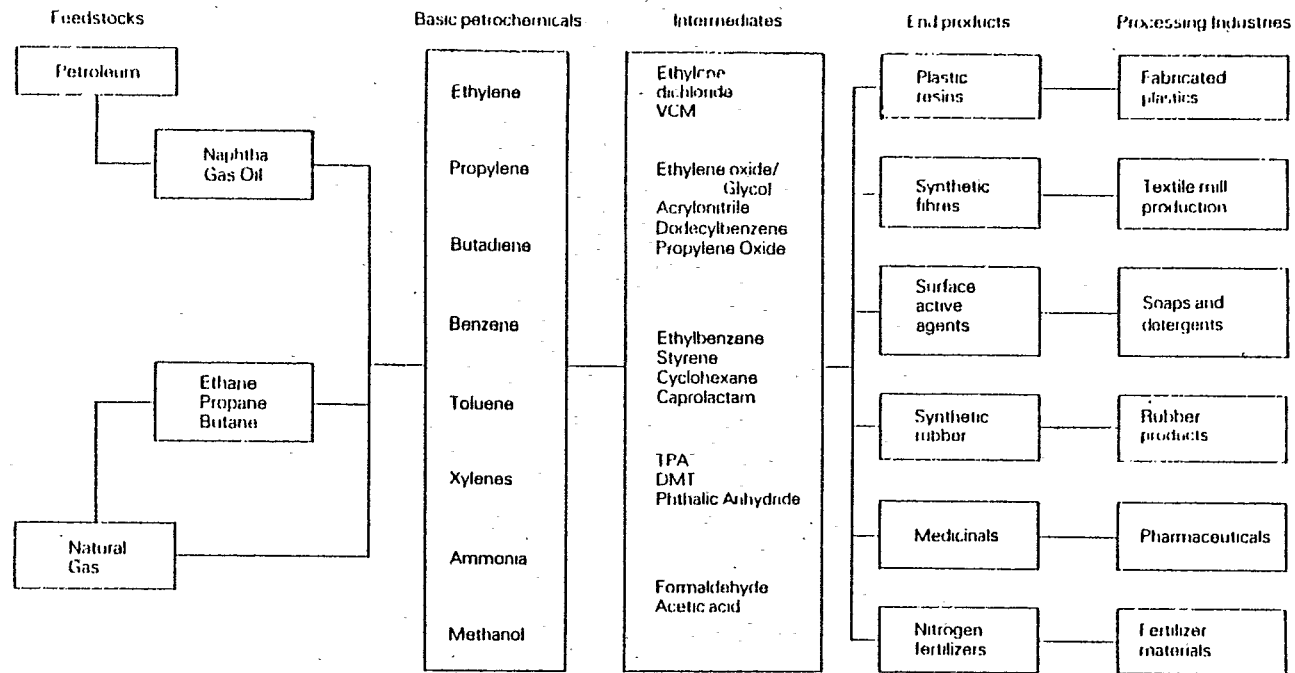 Feedstocks
Basic petrochemicals
Intermediates
End products
Processing Industries
Petroleum
Naphtha
Gas Oil
Ethane
Propane
Butane
Natural
Gas
Ethylene
Propylene
Butadiene
Benzene
Toluene
Xylenes
Ammonia
Methanol
Ethylene
dichloride
VCM
Ethylene oxide/
Glycol
Acrylonitrile
Dodecylbenzene
Propylene Oxide
Ethylbenzene
Styrene
Cyclohexane
Caprolactam
TPA
DMT
Phthalic Anhydride
Formaldehyde
Acetic acid
Plastic
resins
Fabricated
plastics
Synthetic
fibres
Textile mill
production
Surface
active
agents
Soaps and
detergents
Synthetic
rubber
Rubber
products
Medicinals
Pharmaceuticals
Nitrogen
fertilizers
Fertilizer
materials